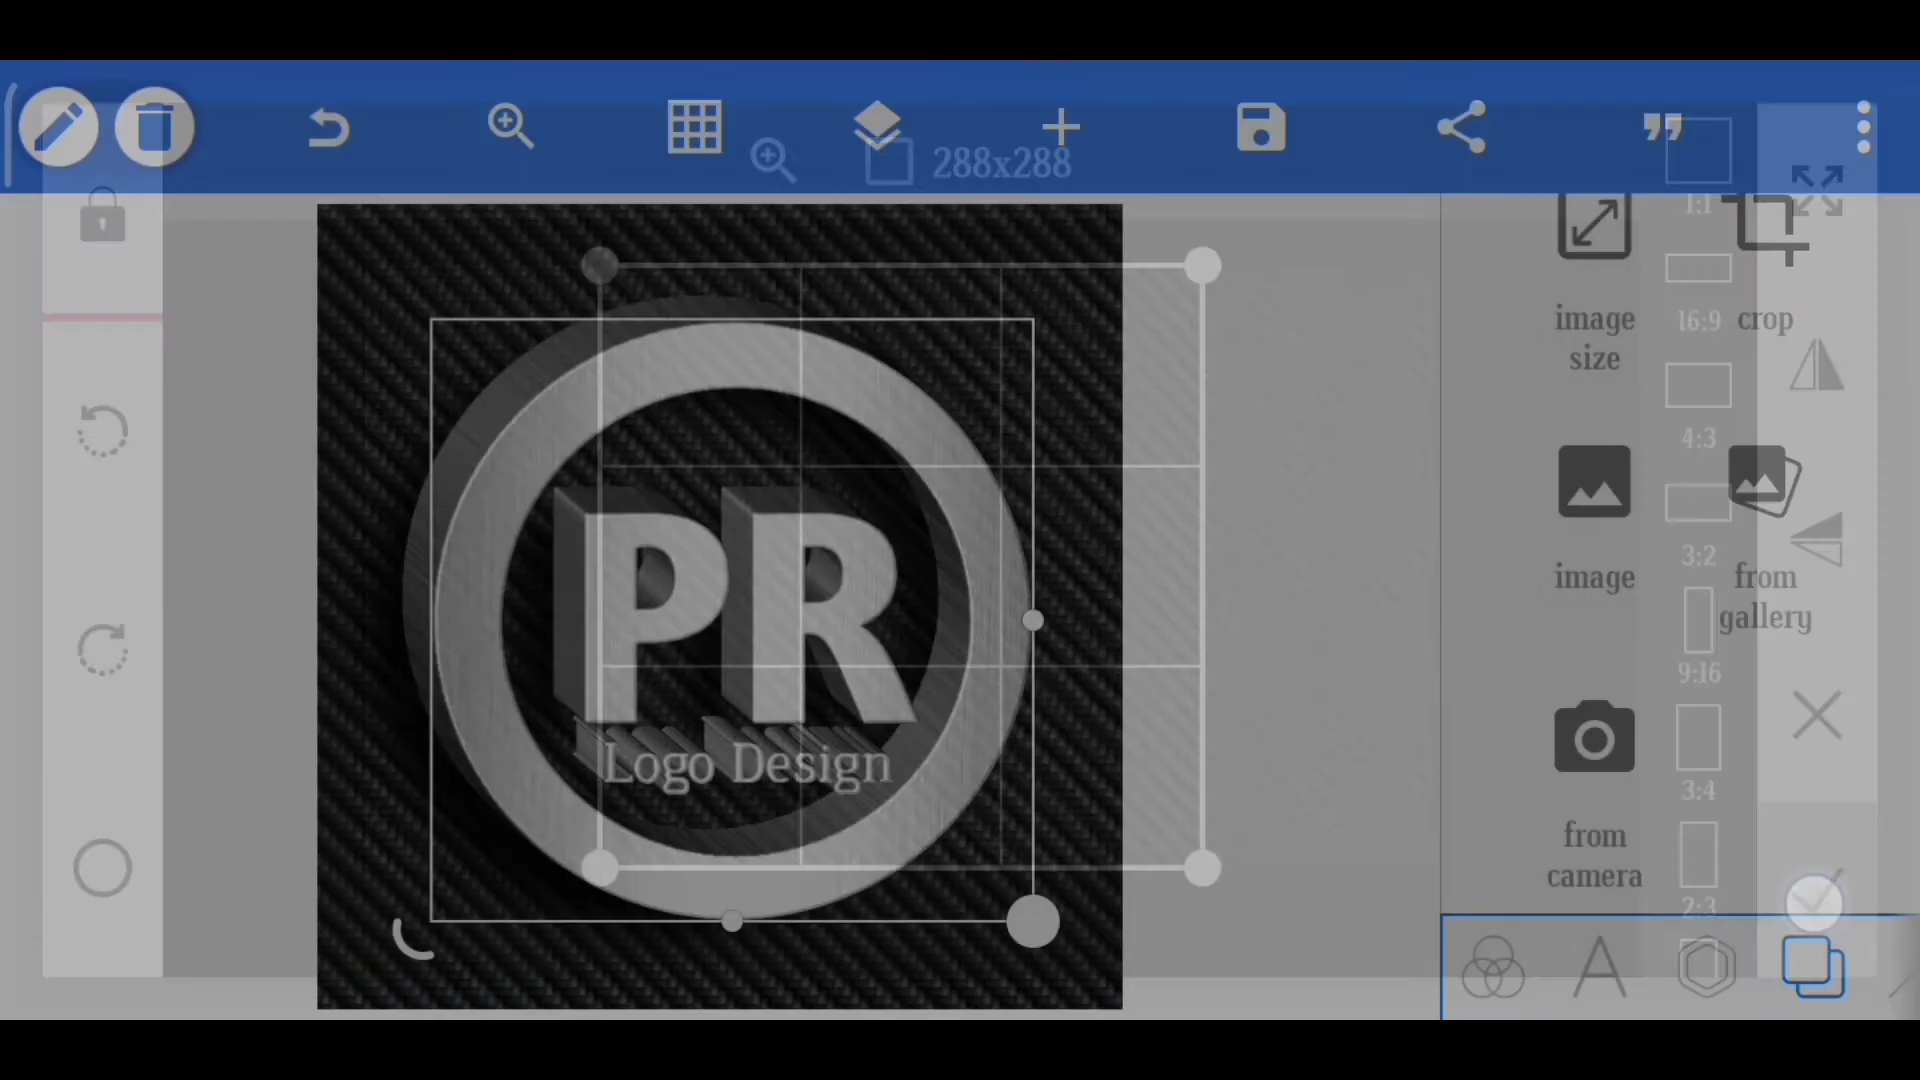 288x288
1:1
image
size
16:9
crop
4:3
PR
3:2
image
from
gallery
9:16
Logo Design
3:4
from
camera
2:3